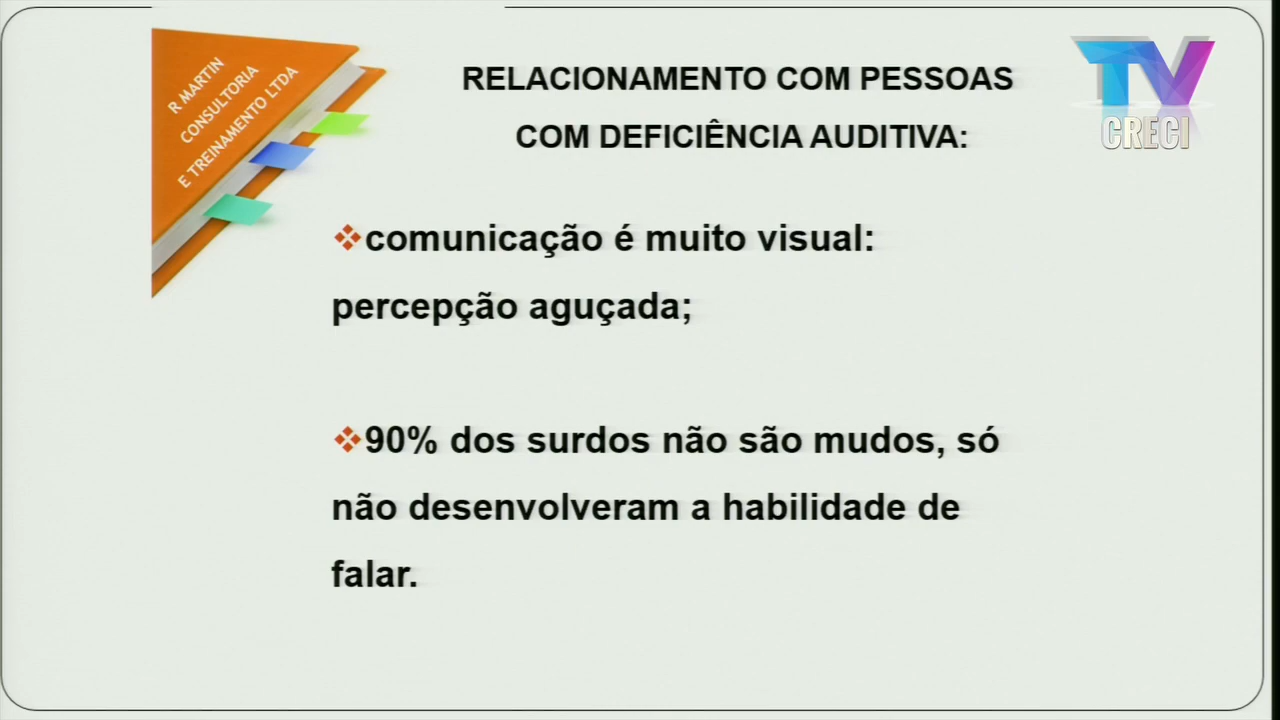 R MARTIN
CONSULTORIA
E TREINAMENTO LTDA
TV
CRECI
RELACIONAMENTO COM PESSOAS
COM DEFICIÊNCIA AUDITIVA:
❖comunicação é muito visual:
percepção aguçada;
❖90% dos surdos não são mudos, só
não desenvolveram a habilidade de
falar.